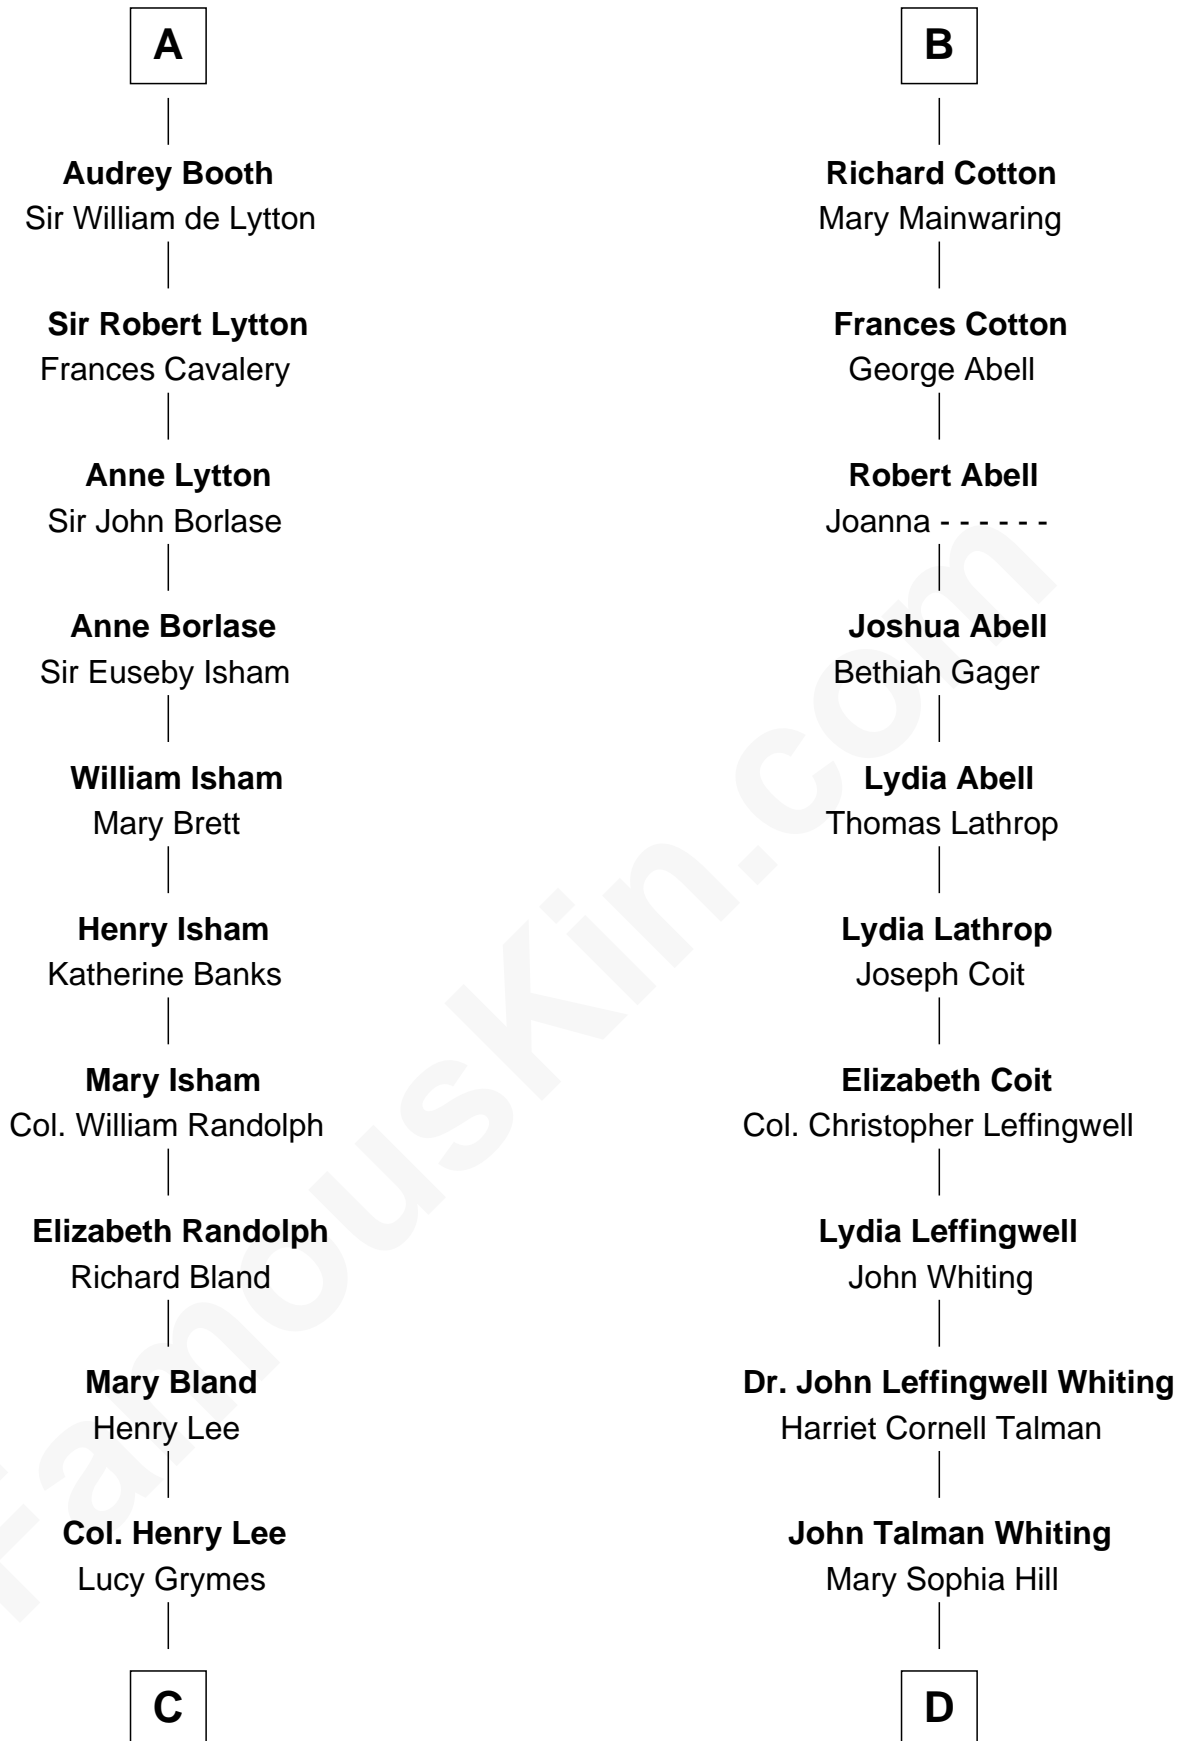 A
Audrey Booth
Sir William de Lytton
Sir Robert Lytton
Frances Cavalery
Anne Lytton
Sir John Borlase
Anne Borlase
Sir Euseby Isham
William Isham
Mary Brett
Henry Isham
Katherine Banks
Mary Isham
Col. William Randolph
Elizabeth Randolph
Richard Bland
Mary Bland
Henry Lee
Col. Henry Lee
Lucy Grymes
C
B
Richard Cotton
Mary Mainwaring
Frances Cotton
George Abell
Robert Abell
Joanna - - - - - -
Joshua Abell
Bethiah Gager
Lydia Abell
Thomas Lathrop
Lydia Lathrop
Joseph Coit
Elizabeth Coit
Col. Christopher Leffingwell
Lydia Leffingwell
John Whiting
Dr. John Leffingwell Whiting
Harriet Cornell Talman
John Talman Whiting
Mary Sophia Hill
D
FamousKin.com